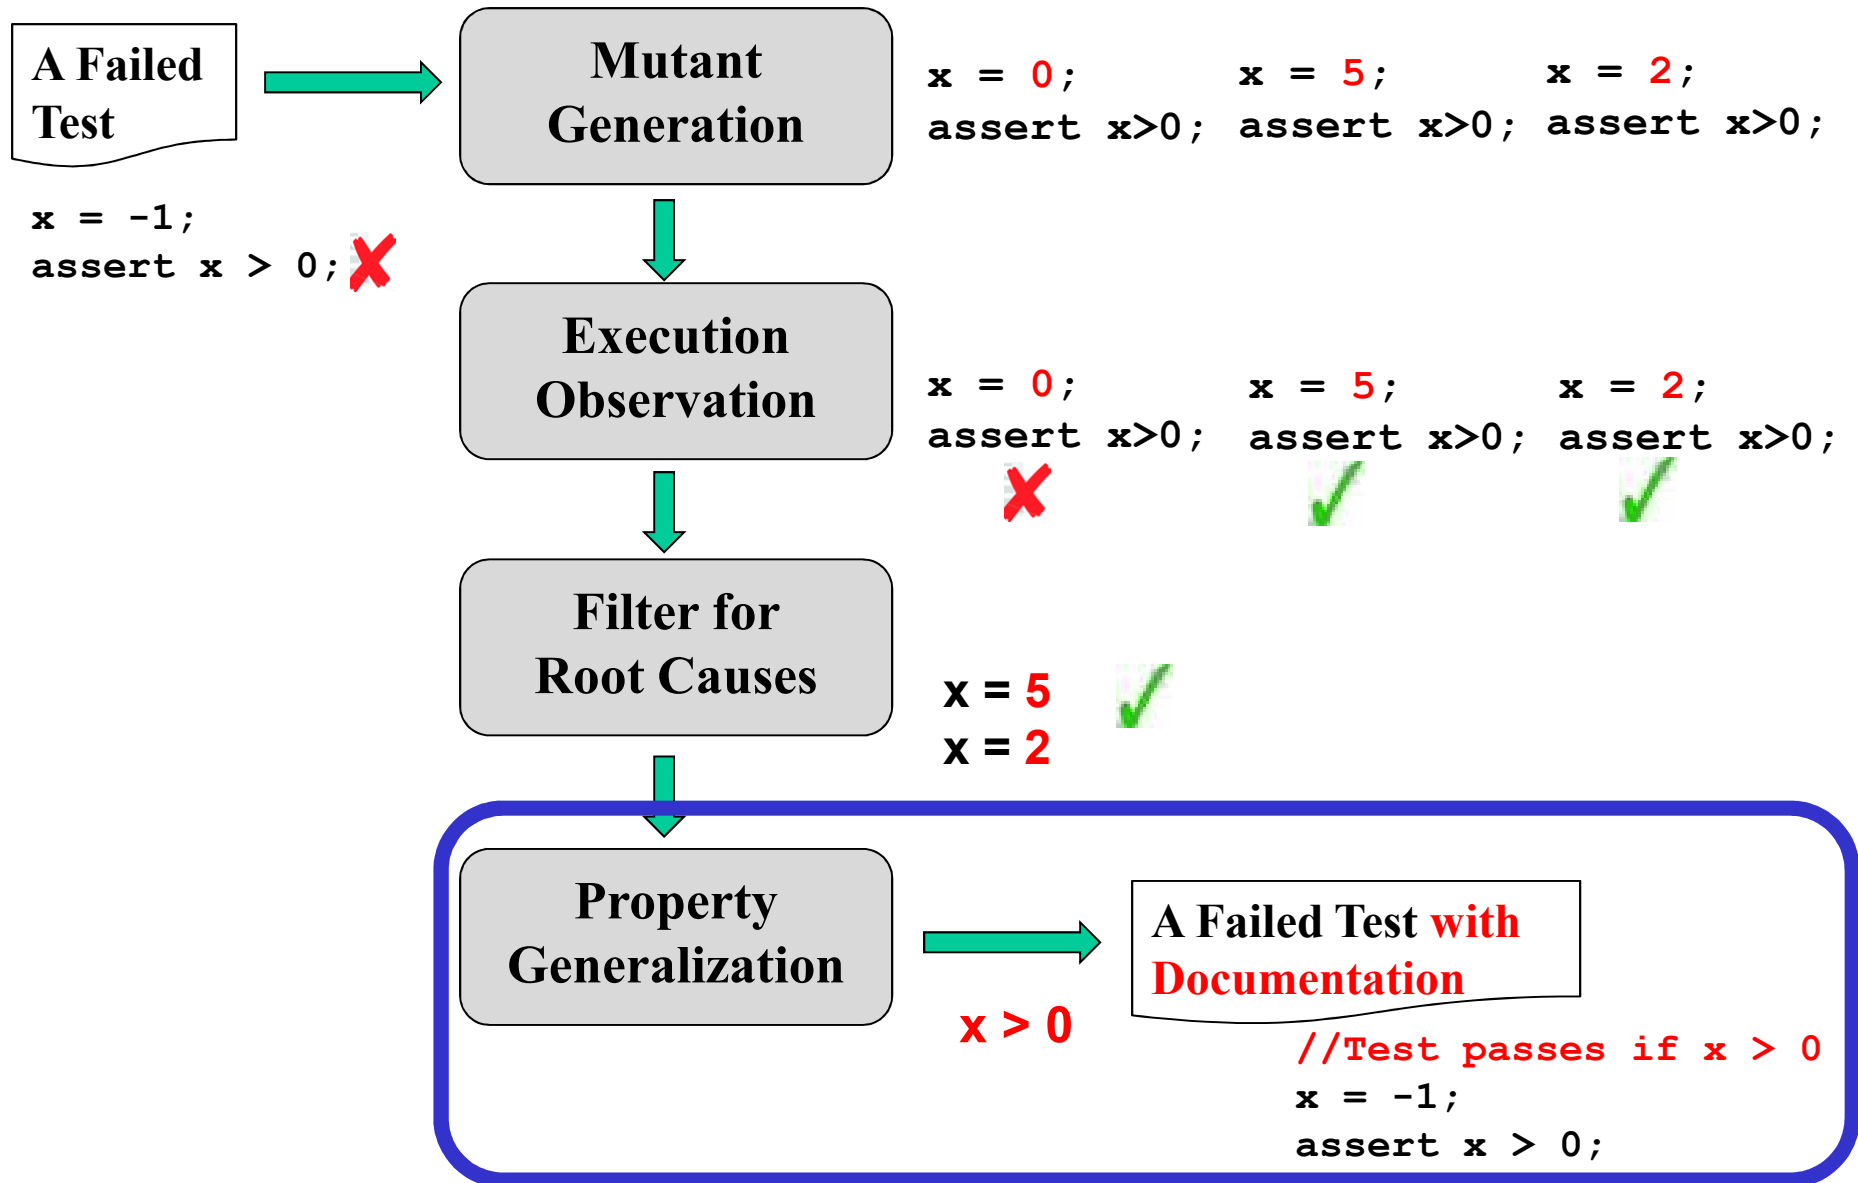 A Failed
Test
x = -1;
assert x > 0;
Mutant
Generation
x = 0;
assert x>0;
x = 5;
assert x>0;
x = 2;
assert x>0;
Execution
Observation
x = 0;
assert x>0;
x = 5;
assert x>0;
x = 2;
assert x>0;
Filter for
Root Causes
x = 5
x = 2
Property
Generalization
x > 0
A Failed Test with
Documentation
//Test passes if x > 0
x = -1;
assert x > 0;